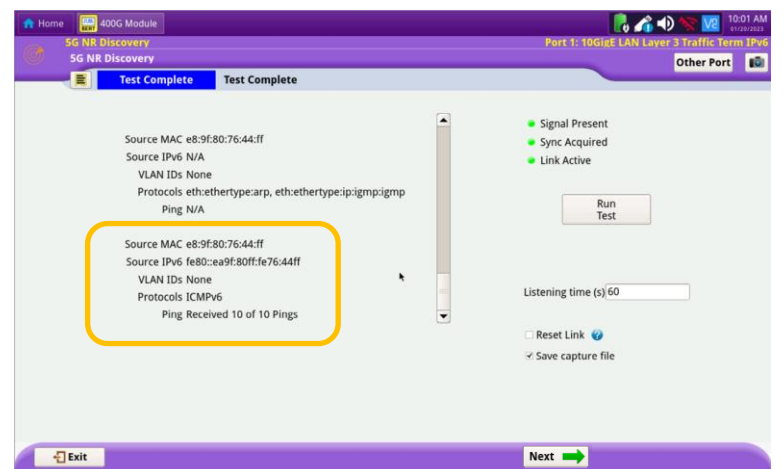 Home
400G Module
10:01 AM
01/20/2023
5G NR Discovery
Port 1: 10GigE LAN Layer 3 Traffic Term IPv6
5G NR Discovery
Other Port
Test Complete
Test Complete
Source MAC e8:9f:80:76:44:ff
Source IPv6 N/A
VLAN IDs None
Protocols eth:ethertype:arp, eth:ethertype:ip:igmp:igmp
Ping N/A
Source MAC e8:9f:80:76:44:ff
Source IPv6 fe80::ea9f:80ff:fe76:44ff
VLAN IDs None
Protocols ICMPv6
Ping Received 10 of 10 Pings
Signal Present
Sync Acquired
Link Active
Run
Test
Listening time (s) 60
Reset Link
Save capture file
Exit
Next